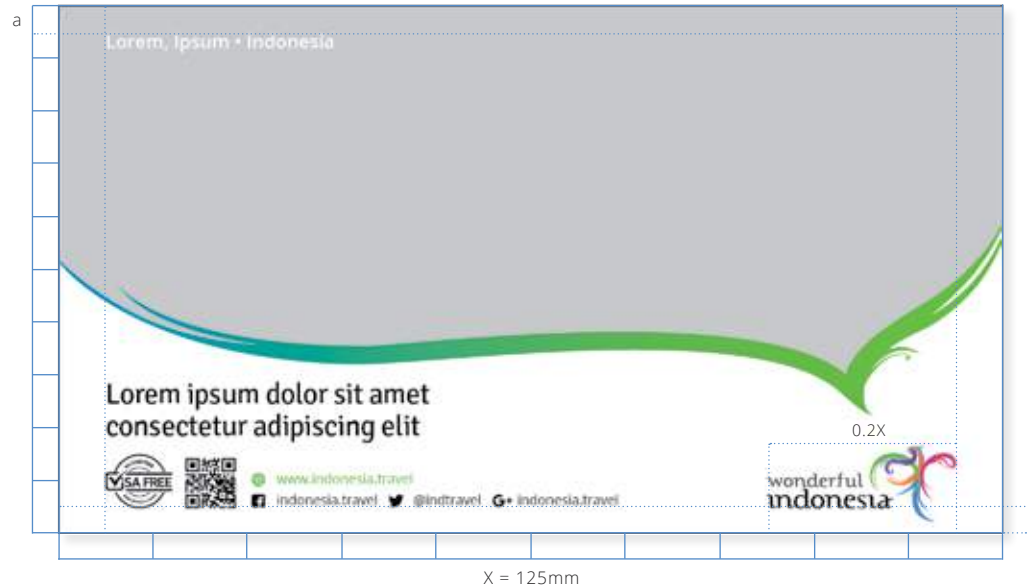 a
Lorem, Ipsum • Indonesia
Lorem ipsum dolor sit amet
consectetur adipiscing elit
0.2X
VISA FREE
www.indonesia.travel
indonesia.travel @indtravel G+ indonesia.travel
wonderful
indonesia
X = 125mm